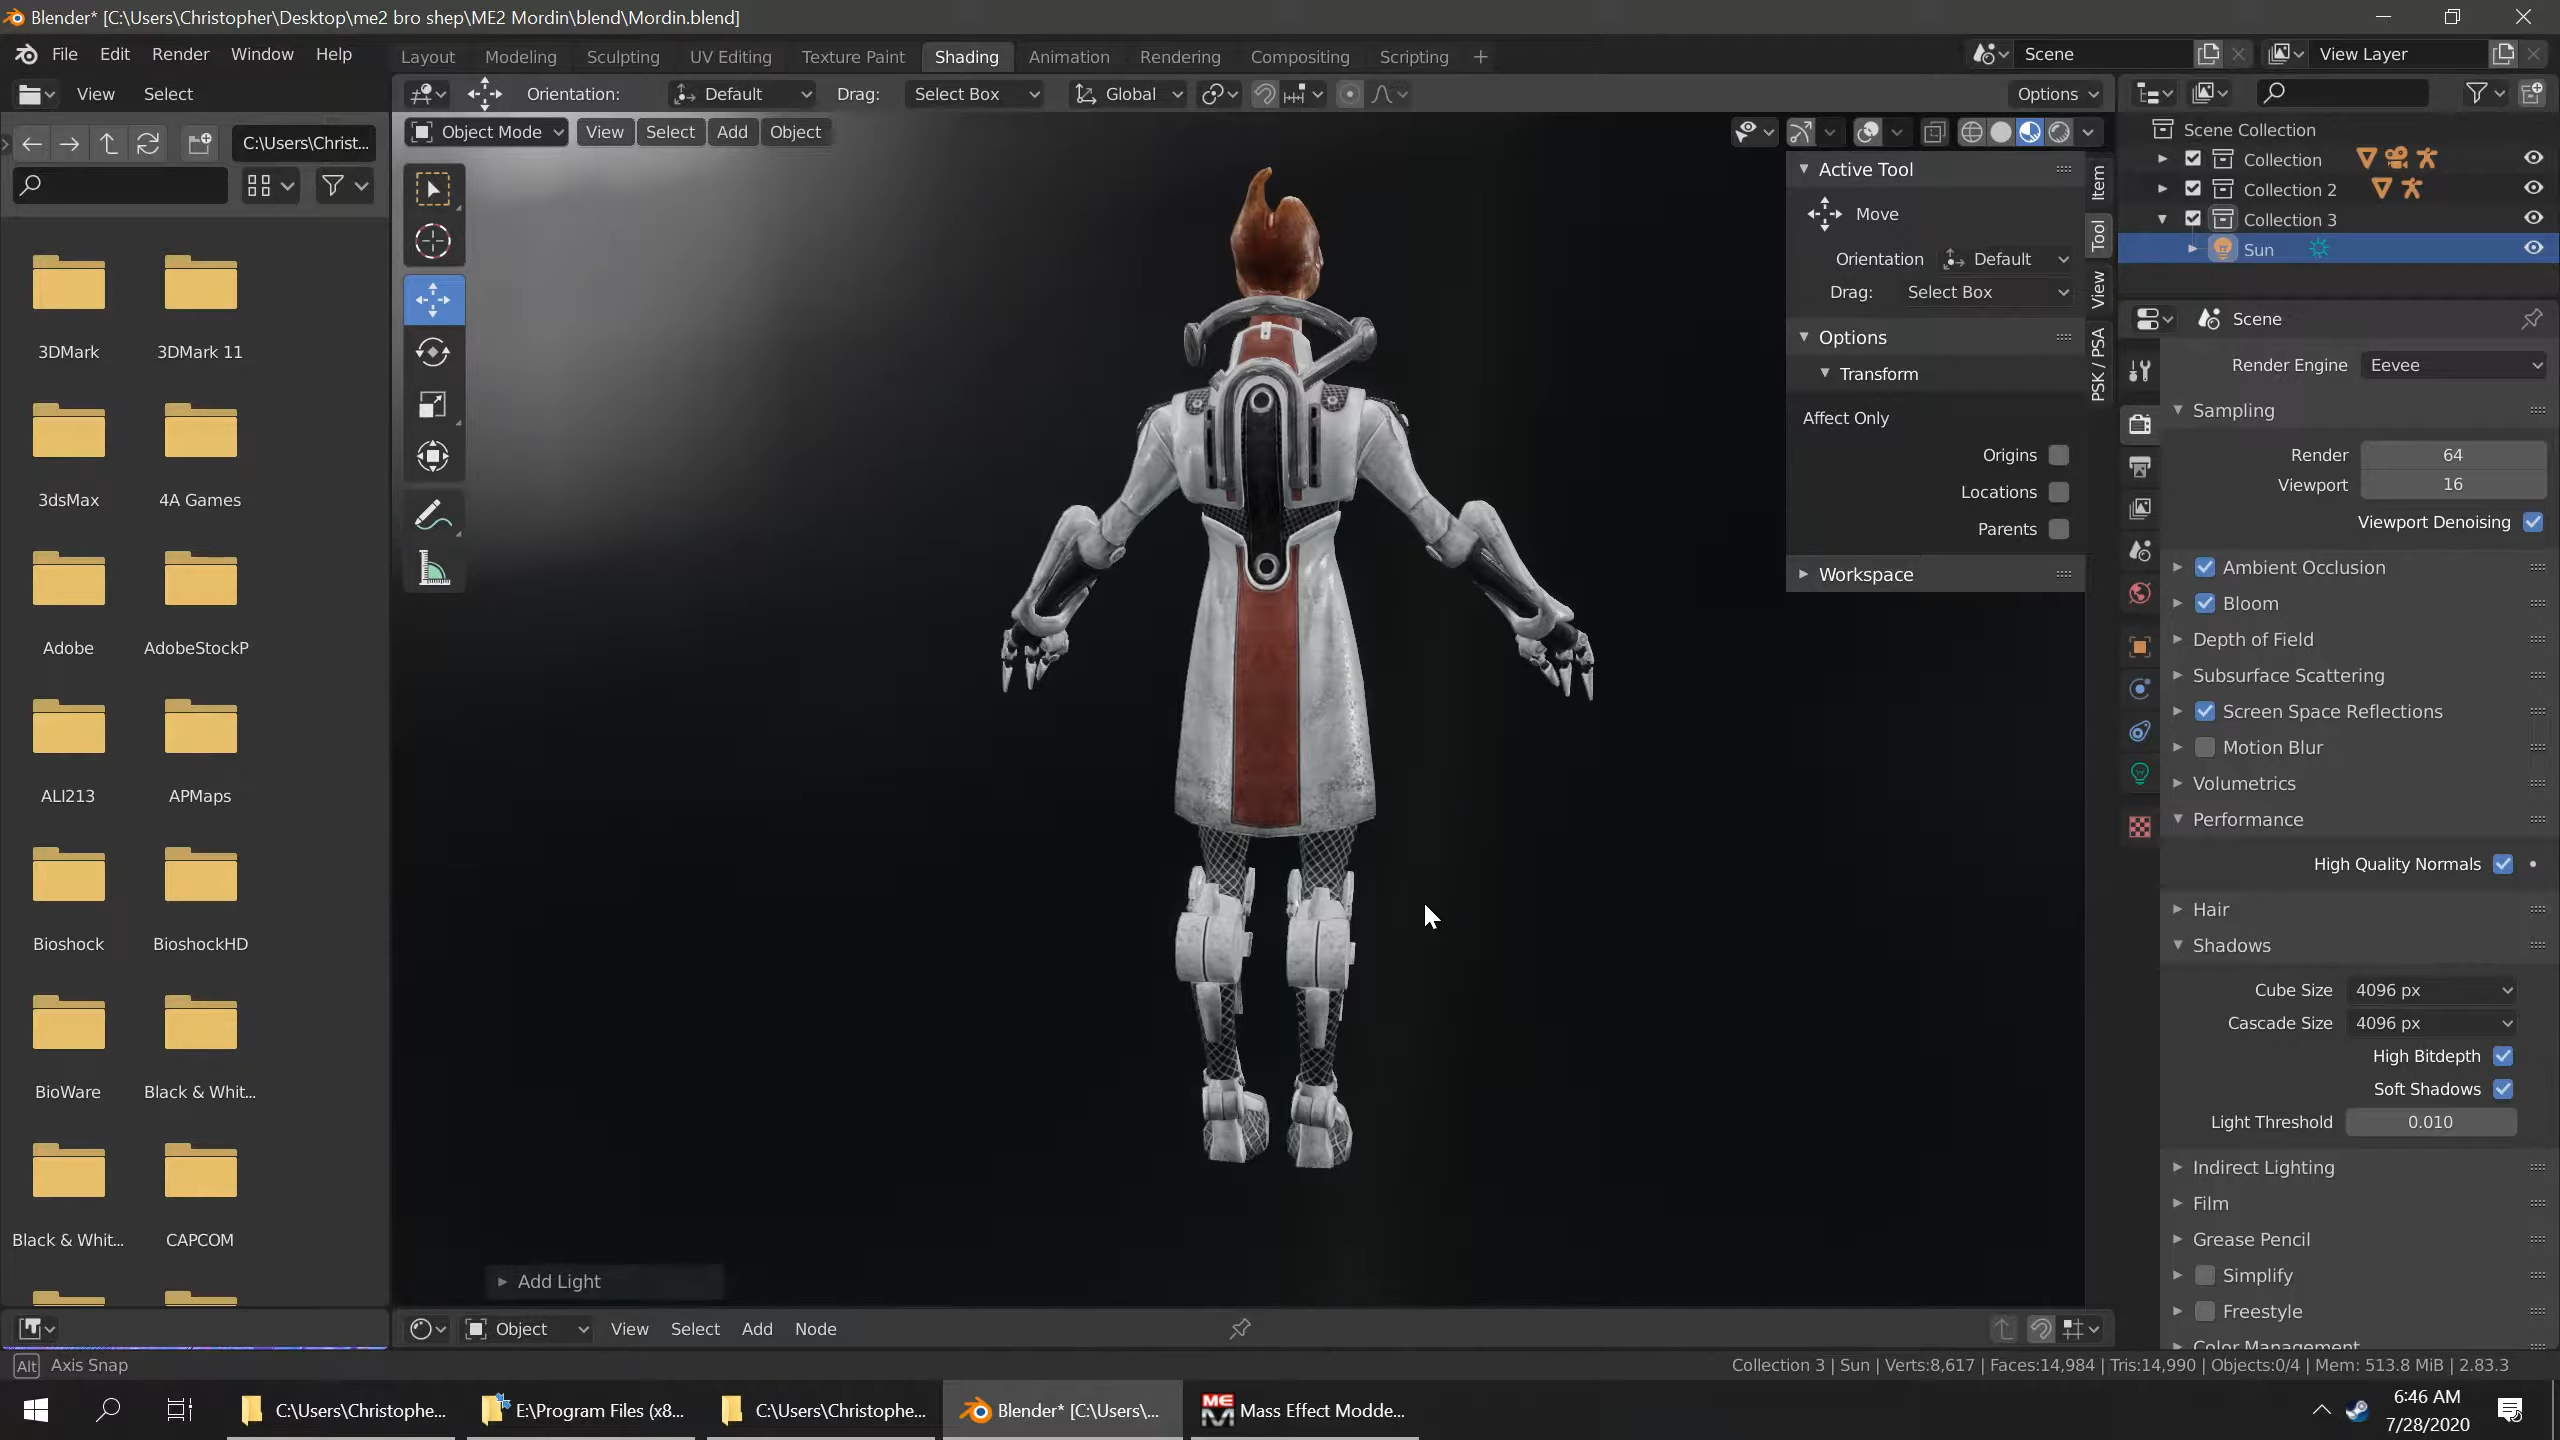 Blender* [C:\Users\Christopher\Desktop\me2 bro shep\ME2 Mordin\blend\Mordin.blend]
File Edit Render Window Help
Layout Modeling Sculpting UV Editing Texture Paint Shading Animation Rendering Compositing Scripting +
Scene
View Layer
View Select
Orientation: Default Drag: Select Box Global Options
Object Mode View Select Add Object
C:\Users\Christ...
3DMark 3DMark 11
3dsMax 4A Games
Adobe AdobeStockP
ALI213 APMaps
Bioshock BioshockHD
BioWare Black & Whit...
Black & Whit... CAPCOM
Active Tool
Move
Orientation Default
Drag: Select Box
Options
Transform
Affect Only
Origins
Locations
Parents
Workspace
Item
Tool
View
PSK / PSA
Scene Collection
Collection
Collection 2
Collection 3
Sun
Scene
Render Engine Eevee
Sampling
Render 64
Viewport 16
Viewport Denoising
Ambient Occlusion
Bloom
Depth of Field
Subsurface Scattering
Screen Space Reflections
Motion Blur
Volumetrics
Performance
High Quality Normals
Hair
Shadows
Cube Size 4096 px
Cascade Size 4096 px
High Bitdepth
Soft Shadows
Light Threshold 0.010
Indirect Lighting
Film
Grease Pencil
Simplify
Freestyle
Color Management
Add Light
Object View Select Add Node
Alt Axis Snap
Collection 3 | Sun | Verts:8,617 | Faces:14,984 | Tris:14,990 | Objects:0/4 | Mem: 513.8 MiB | 2.83.3
C:\Users\Christophe...
E:\Program Files (x8...
C:\Users\Christophe...
Blender* [C:\Users\...
ME
M
Mass Effect Modde...
6:46 AM
7/28/2020